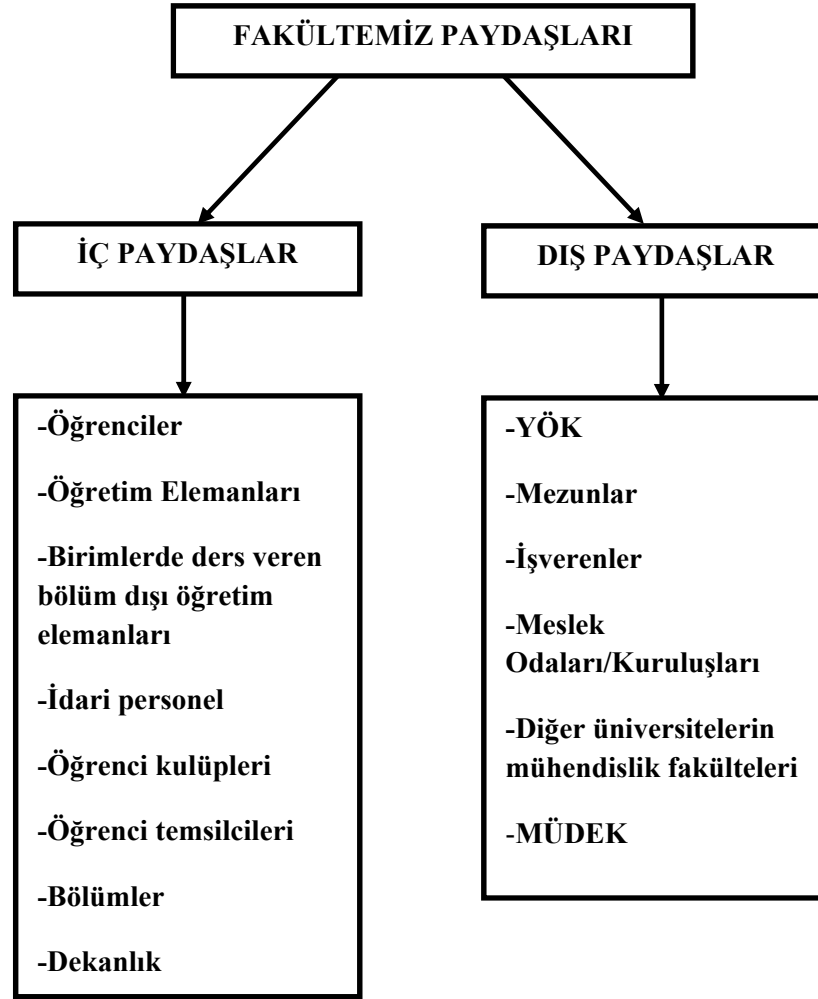 FAKÜLTEMİZ PAYDAŞLARI
İÇ PAYDAŞLAR
-Öğrenciler
-Öğretim Elemanları
-Birimlerde ders veren
bölüm dışı öğretim
elemanları
-İdari personel
-Öğrenci kulüpleri
-Öğrenci temsilcileri
-Bölümler
-Dekanlık
DIŞ PAYDAŞLAR
-YÖK
-Mezunlar
-İşverenler
-Meslek
Odaları/Kuruluşları
-Diğer üniversitelerin
mühendislik fakülteleri
-MÜDEK